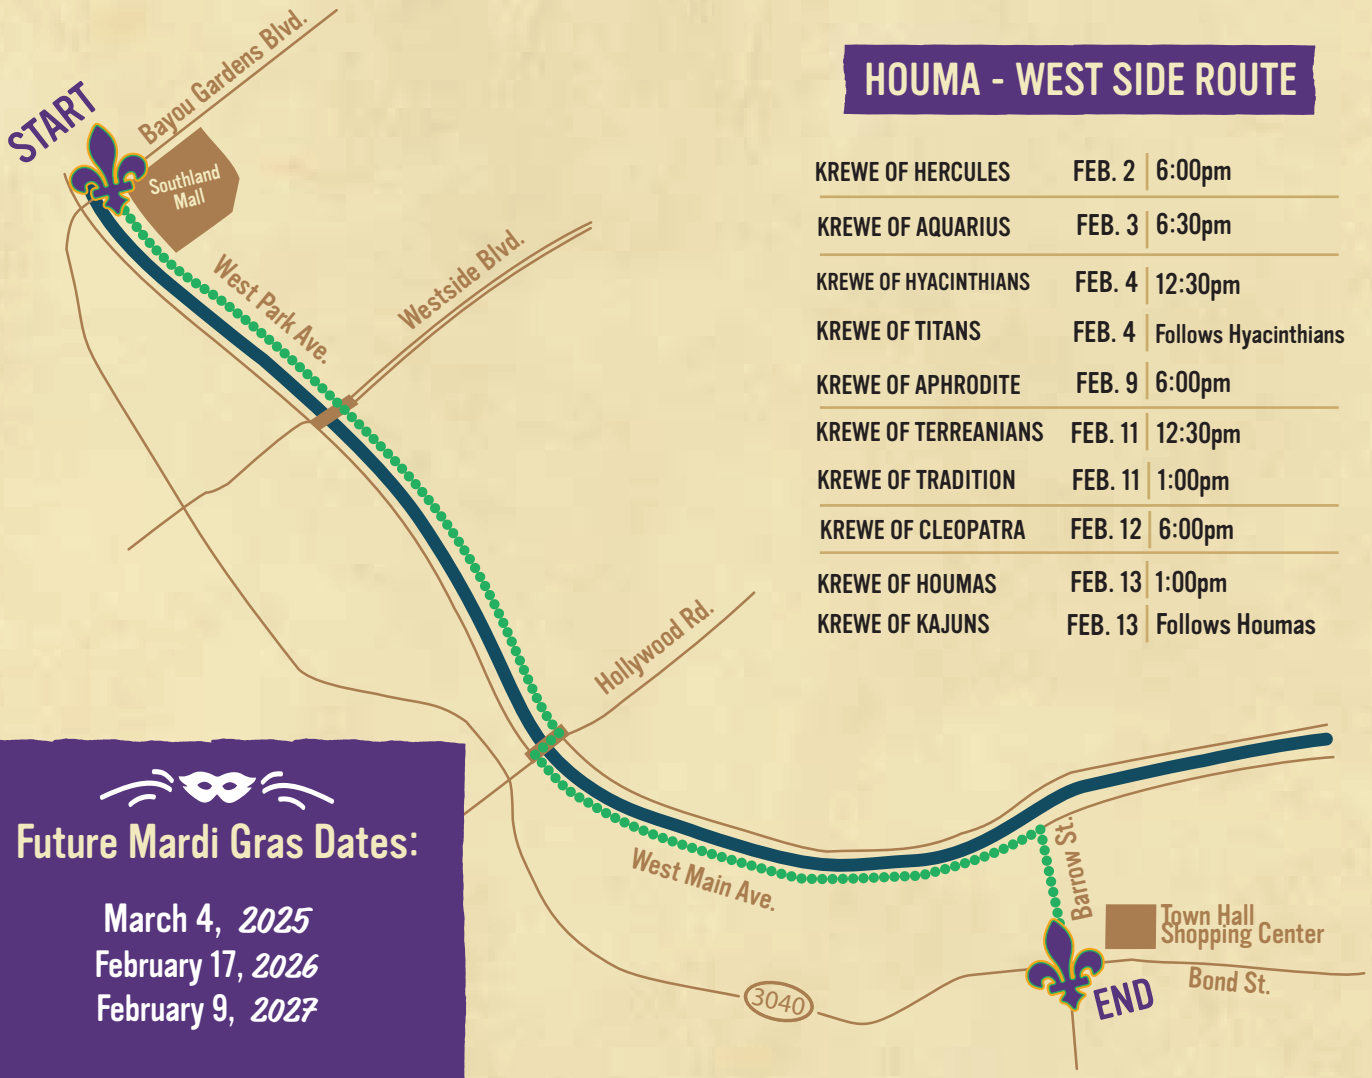 HOUMA - WEST SIDE ROUTE
KREWE OF HERCULES FEB. 2 6:00pm
KREWE OF AQUARIUS FEB. 3 6:30pm
KREWE OF HYACINTHIANS FEB. 4 12:30pm
KREWE OF TITANS FEB. 4 Follows Hyacinthians
KREWE OF APHRODITE FEB. 9 6:00pm
KREWE OF TERREANIANS FEB. 11 12:30pm
KREWE OF TRADITION FEB. 11 1:00pm
KREWE OF CLEOPATRA FEB. 12 6:00pm
KREWE OF HOUMAS FEB. 13 1:00pm
KREWE OF KAJUNS FEB. 13 Follows Houmas
START
Bayou Gardens Blvd.
Southland
Mall
West Park Ave.
Westside Blvd.
Hollywood Rd.
West Main Ave.
Barrow St.
Town Hall
Shopping Center
Bond St.
END
3040
Future Mardi Gras Dates:
March 4, 2025
February 17, 2026
February 9, 2027